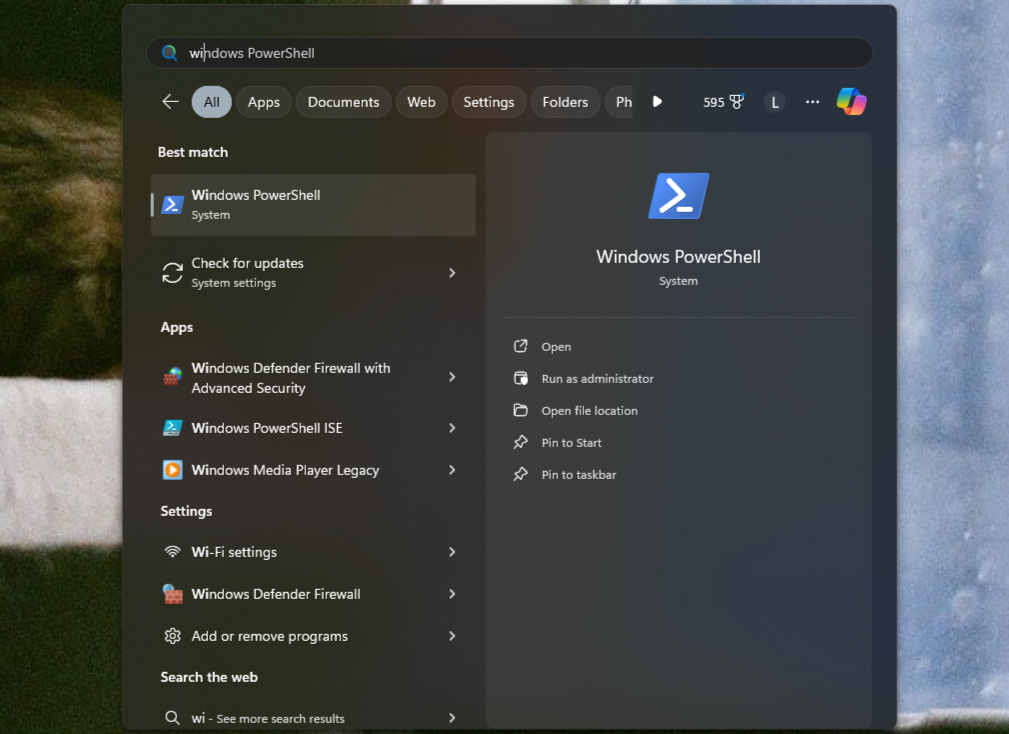 windows PowerShell
All
Apps
Documents
Web
Settings
Folders
Ph
595
L
Best match
Windows PowerShell
System
Check for updates
System settings
Apps
Windows Defender Firewall with
Advanced Security
Windows PowerShell ISE
Windows Media Player Legacy
Settings
Wi-Fi settings
Windows Defender Firewall
Add or remove programs
Search the web
wi - See more search results
Windows PowerShell
System
Open
Run as administrator
Open file location
Pin to Start
Pin to taskbar